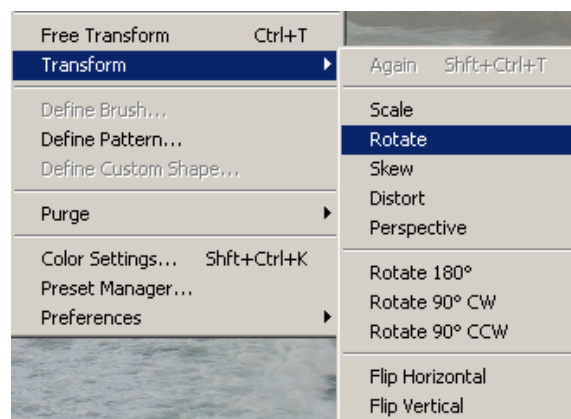 Free Transform Ctrl+T
Transform
Define Brush...
Define Pattern...
Define Custom Shape...
Purge
Color Settings... Shft+Ctrl+K
Preset Manager...
Preferences
Again Shft+Ctrl+T
Scale
Rotate
Skew
Distort
Perspective
Rotate 180°
Rotate 90° CW
Rotate 90° CCW
Flip Horizontal
Flip Vertical